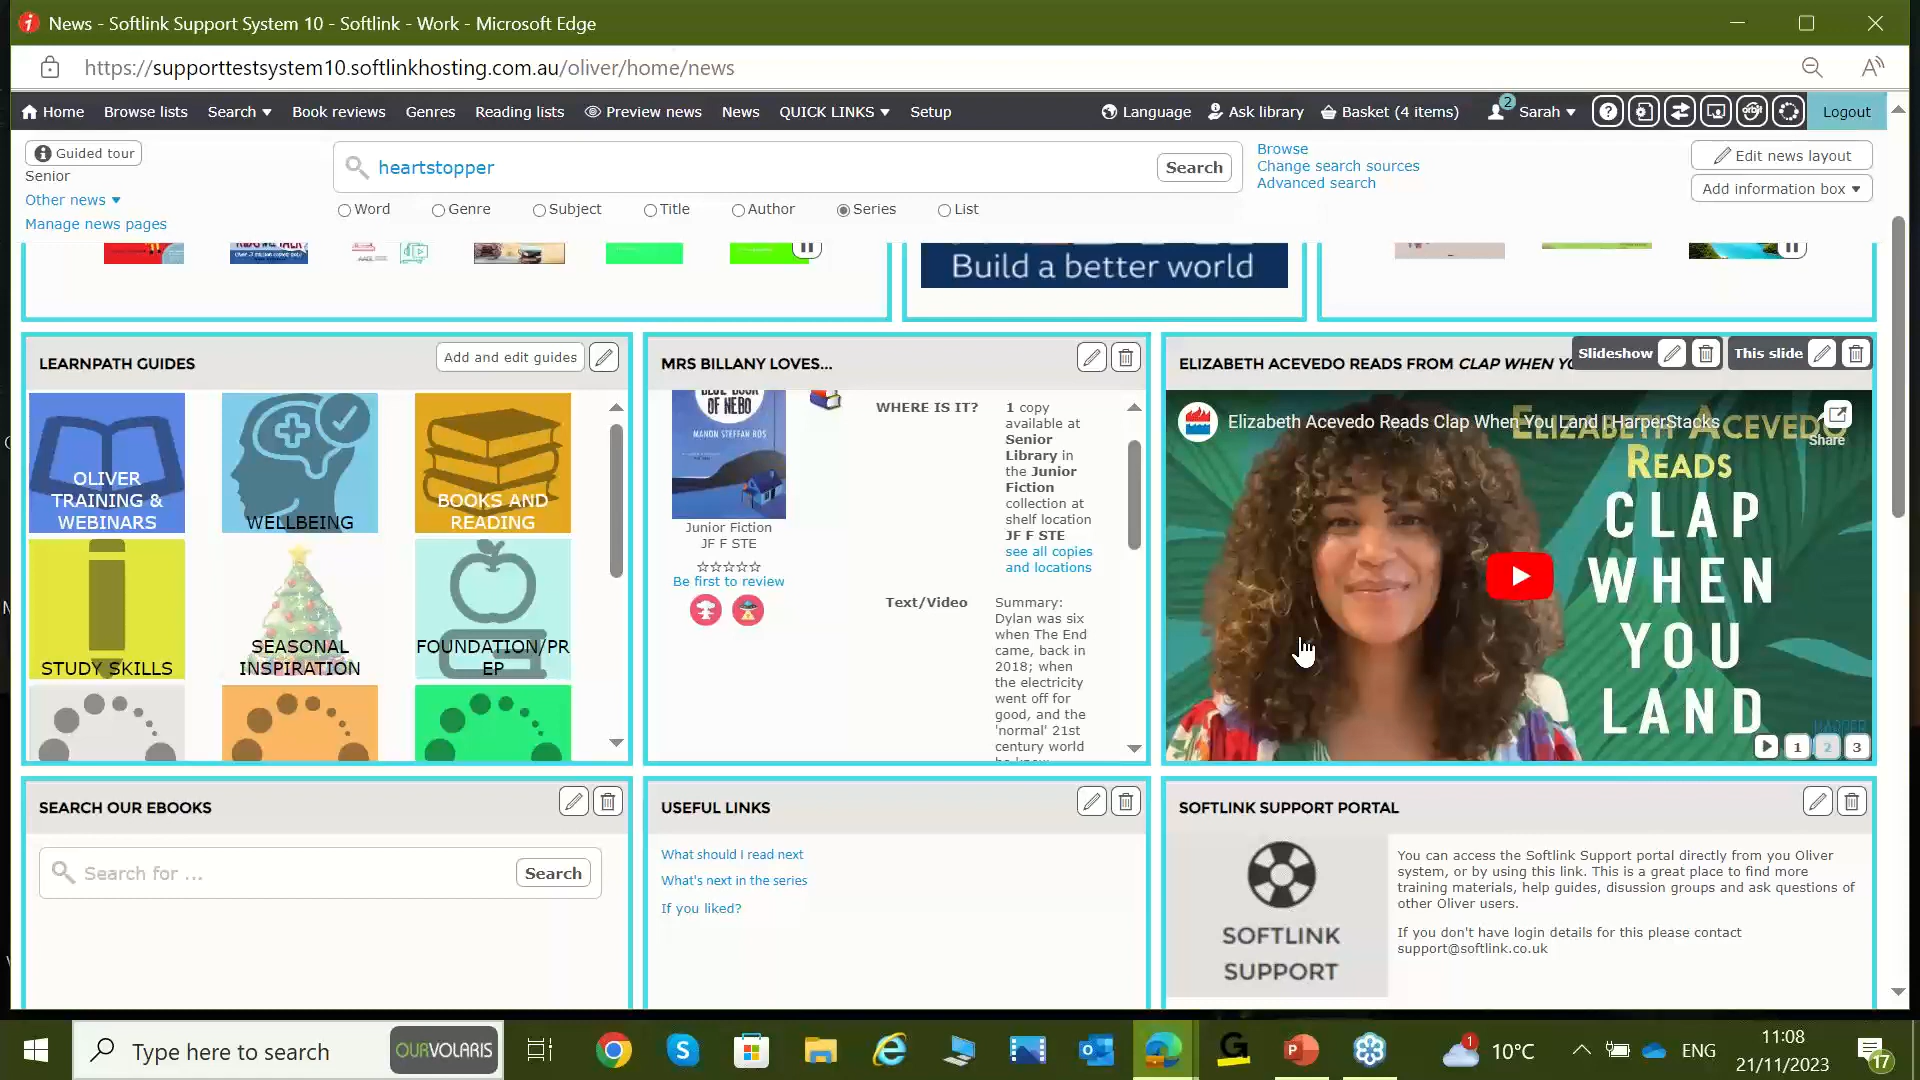 News - Softlink Support System 10 - Softlink - Work - Microsoft Edge
https://supporttestsystem10.softlinkhosting.com.au/oliver/home/news
Home Browse lists Search Book reviews Genres Reading lists Preview news News QUICK LINKS Setup Language Ask library Basket (4 items) 2 Sarah Logout
Guided tour
Senior
Other news
Manage news pages
heartstopper Search
Word Genre Subject Title Author Series List
Browse
Change search sources
Advanced search
Edit news layout
Add information box
Build a better world
LEARNPATH GUIDES Add and edit guides
OLIVER TRAINING & WEBINARS
WELLBEING
BOOKS AND READING
STUDY SKILLS
SEASONAL INSPIRATION
FOUNDATION/PR
EP
MRS BILLANY LOVES...
OF NEBO
MANON STEFFAN ROS
Junior Fiction
JF F STE
Be first to review
WHERE IS IT?
1 copy
available at
Senior
Library in
the Junior
Fiction
collection at
shelf location
JF F STE
see all copies
and locations
Text/Video
Summary:
Dylan was six
when The End
came, back in
2018; when
the electricity
went off for
good, and the
'normal' 21st
century world
ELIZABETH ACEVEDO READS FROM CLAP WHEN
Slideshow This slide
Elizabeth Acevedo Reads Clap When You Land | HarperStacks
Share
ELIZABETH ACEVEDO
READS
CLAP
WHEN
YOU
LAND
1 2 3
SEARCH OUR EBOOKS
Search for ... Search
USEFUL LINKS
What should I read next
What's next in the series
If you liked?
SOFTLINK SUPPORT PORTAL
SOFTLINK
SUPPORT
You can access the Softlink Support portal directly from you Oliver
system, or by using this link. This is a great place to find more
training materials, help guides, disussion groups and ask questions of
other Oliver users.
If you don't have login details for this please contact
support@softlink.co.uk
Type here to search OURVOLARIS
1 10°C ENG
11:08
21/11/2023
17